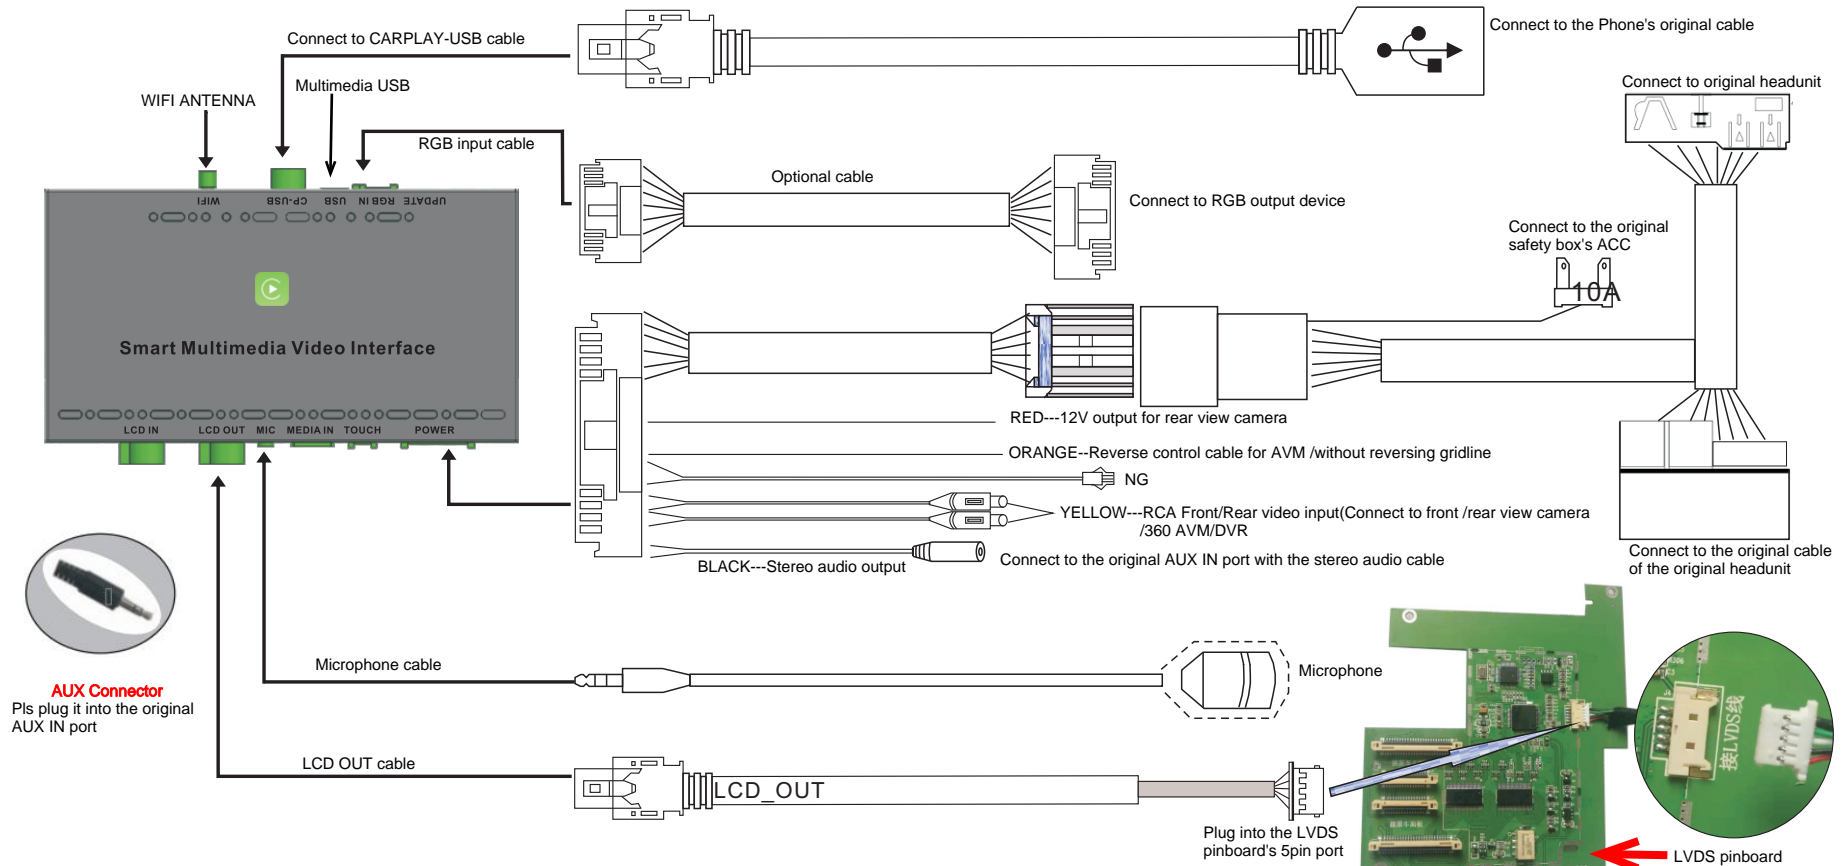 Connect to CARPLAY-USB cable
Connect to the Phone's original cable
Multimedia USB
WIFI ANTENNA
Connect to original headunit
RGB input cable
Optional cable
Connect to RGB output device
WIFI
CP-USB
USB
RGB IN
UPDATE
Connect to the original
safety box's ACC
10A
Smart Multimedia Video Interface
LCD IN
LCD OUT
MIC
MEDIA IN
TOUCH
POWER
RED---12V output for rear view camera
ORANGE--Reverse control cable for AVM /without reversing gridline
NG
YELLOW---RCA Front/Rear video input(Connect to front /rear view camera
/360 AVM/DVR
BLACK---Stereo audio output
Connect to the original AUX IN port with the stereo audio cable
Connect to the original cable
of the original headunit
Microphone cable
Microphone
AUX Connector
Pls plug it into the original
AUX IN port
接LVDS线
LCD OUT cable
LCD_OUT
Plug into the LVDS
pinboard's 5pin port
LVDS pinboard